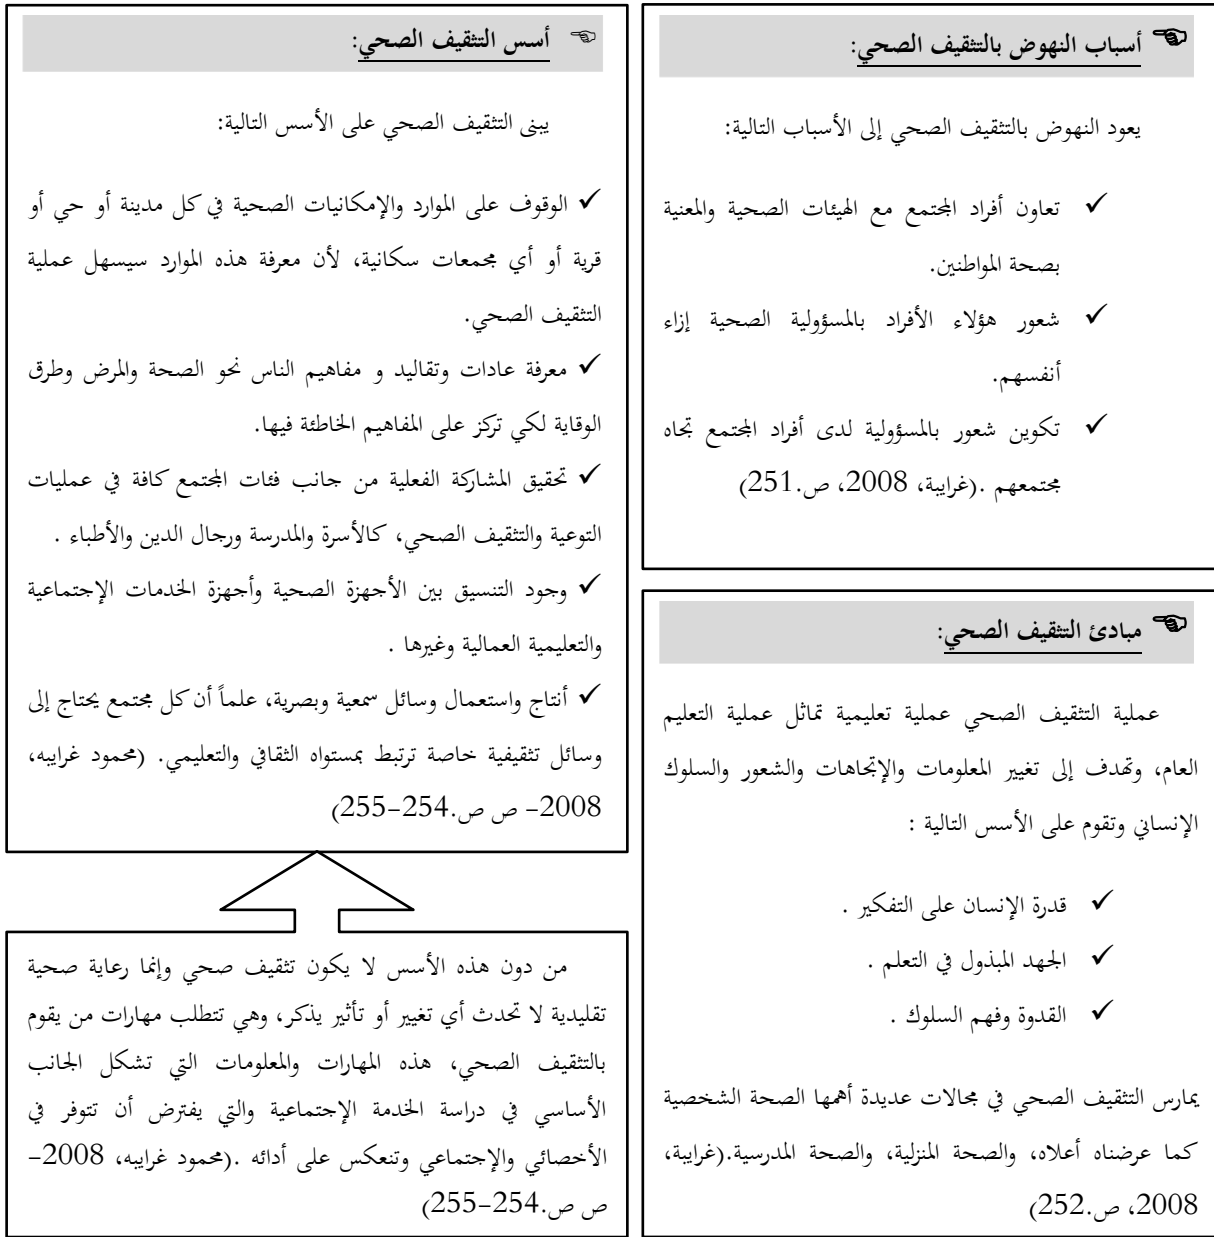 أسباب النهوض بالتثقيف الصحي:
يعود النهوض بالتثقيف الصحي إلى الأسباب التالية:
✓ تعاون أفراد المجتمع مع الهيئات الصحية والمعنية
بصحة المواطنين.
✓ شعور هؤلاء الأفراد بالمسؤولية الصحية إزاء
أنفسهم.
✓ تكوين شعور بالمسؤولية لدى أفراد المجتمع تجاه
مجتمعهم .(غرايبة، 2008، ص.251)
مبادئ التثقيف الصحي:
عملية التثقيف الصحي عملية تعليمية تماثل عملية التعليم
العام، وتهدف إلى تغيير المعلومات والإتجاهات والشعور والسلوك
الإنساني وتقوم على الأسس التالية :
✓ قدرة الإنسان على التفكير .
✓ الجهد المبذول في التعلم .
✓ القدوة وفهم السلوك .
يمارس التثقيف الصحي في مجالات عديدة أهمها الصحة الشخصية
كما عرضناه أعلاه، والصحة المنزلية، والصحة المدرسية.(غرايبة،
2008، ص.252)
أسس التثقيف الصحي:
يبنى التثقيف الصحي على الأسس التالية:
✓ الوقوف على الموارد والإمكانيات الصحية في كل مدينة أو حي أو
قرية أو أي مجمعات سكانية، لأن معرفة هذه الموارد سيسهل عملية
التثقيف الصحي.
✓ معرفة عادات وتقاليد و مفاهيم الناس نحو الصحة والمرض وطرق
الوقاية لكي تركز على المفاهيم الخاطئة فيها.
✓ تحقيق المشاركة الفعلية من جانب فئات المجتمع كافة في عمليات
التوعية والتثقيف الصحي، كالأسرة والمدرسة ورجال الدين والأطباء .
✓ وجود التنسيق بين الأجهزة الصحية وأجهزة الخدمات الإجتماعية
والتعليمية العمالية وغيرها .
✓ أنتاج واستعمال وسائل سمعية وبصرية، علماً أن كل مجتمع يحتاج إلى
وسائل تثقيفية خاصة ترتبط بمستواه الثقافي والتعليمي. (محمود غرايبه،
2008- ص ص.254-255)
من دون هذه الأسس لا يكون تثقيف صحي وإنما رعاية صحية
تقليدية لا تحدث أي تغيير أو تأثير يذكر، وهي تتطلب مهارات من يقوم
بالتثقيف الصحي، هذه المهارات والمعلومات التي تشكل الجانب
الأساسي في دراسة الخدمة الإجتماعية والتي يفترض أن تتوفر في
الأخصائي والإجتماعي وتنعكس على أدائه .(محمود غرايبه، 2008-
ص ص.254-255)